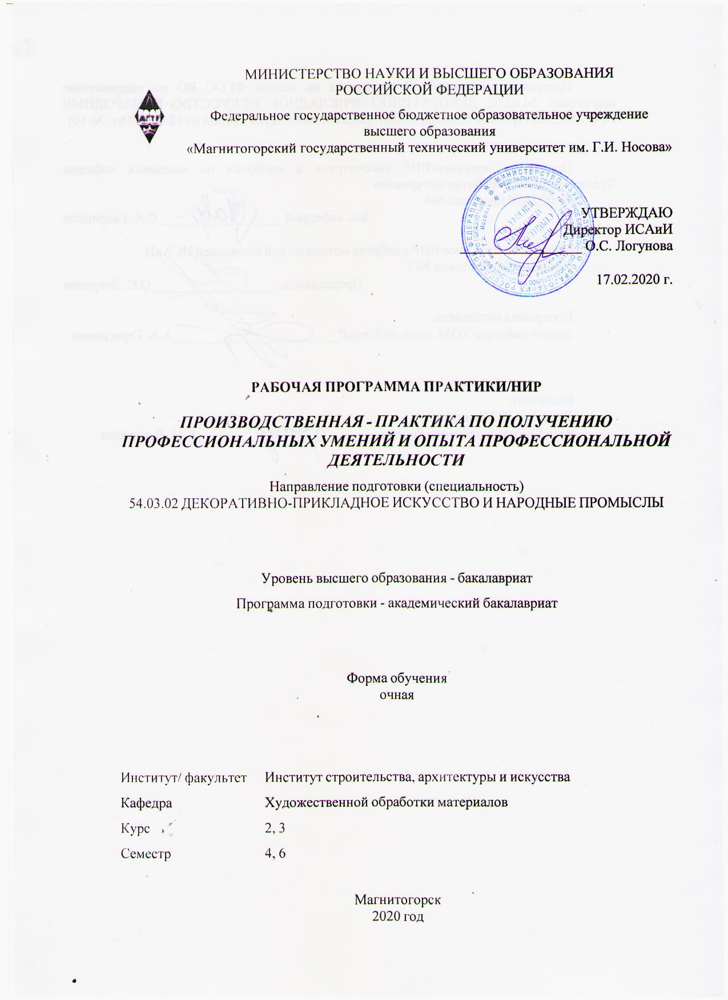 МИНИСТЕРСТВО НАУКИ И ВЫСШЕГО ОБРАЗОВАНИЯ
РОССИЙСКОЙ ФЕДЕРАЦИИ
Федеральное государственное бюджетное образовательное учреждение
высшего образования
«Магнитогорский государственный технический университет им. Г.И. Носова»
УТВЕРЖДАЮ
Директор ИСАиИ
О.С. Логунова
17.02.2020 г.
РАБОЧАЯ ПРОГРАММА ПРАКТИКИ/НИР
ПРОИЗВОДСТВЕННАЯ - ПРАКТИКА ПО ПОЛУЧЕНИЮ
ПРОФЕССИОНАЛЬНЫХ УМЕНИЙ И ОПЫТА ПРОФЕССИОНАЛЬНОЙ
ДЕЯТЕЛЬНОСТИ
Направление подготовки (специальность)
54.03.02 ДЕКОРАТИВНО-ПРИКЛАДНОЕ ИСКУССТВО И НАРОДНЫЕ ПРОМЫСЛЫ
Уровень высшего образования - бакалавриат
Программа подготовки - академический бакалавриат
Форма обучения
очная
Институт/ факультет Институт строительства, архитектуры и искусства
Кафедра Художественной обработки материалов
Курс 2, 3
Семестр 4, 6
Магнитогорск
2020 год